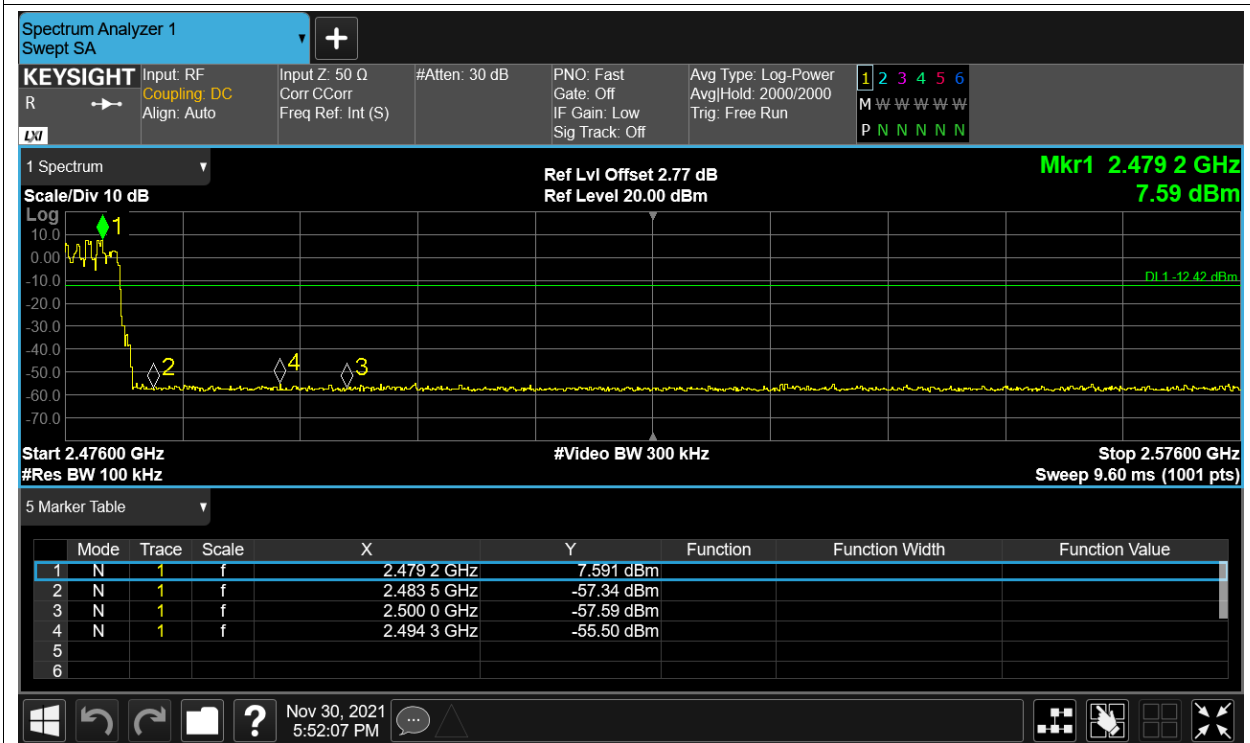 Spectrum Analyzer 1
Swept SA
KEYSIGHT Input: RF Input Z: 50 Ω #Atten: 30 dB PNO: Fast Avg Type: Log-Power 1 2 3 4 5 6
R Coupling: DC Corr CCorr Gate: Off Avg|Hold: 2000/2000 M W W W W W
Align: Auto Freq Ref: Int (S) IF Gain: Low Trig: Free Run
LXI Sig Track: Off P N N N N N
1 Spectrum Ref Lvl Offset 2.77 dB Mkr1 2.479 2 GHz
Scale/Div 10 dB Ref Level 20.00 dBm 7.59 dBm
Log
1
10.0
0.00
-10.0 DL1 -12.42 dBm
-20.0
-30.0
-40.0
-50.0 2 4 3
-60.0
-70.0
Start 2.47600 GHz #Video BW 300 kHz Stop 2.57600 GHz
#Res BW 100 kHz Sweep 9.60 ms (1001 pts)
5 Marker Table
Mode Trace Scale X Y Function Function Width Function Value
1 N 1 f 2.479 2 GHz 7.591 dBm
2 N 1 f 2.483 5 GHz -57.34 dBm
3 N 1 f 2.500 0 GHz -57.59 dBm
4 N 1 f 2.494 3 GHz -55.50 dBm
5
6
? Nov 30, 2021
5:52:07 PM